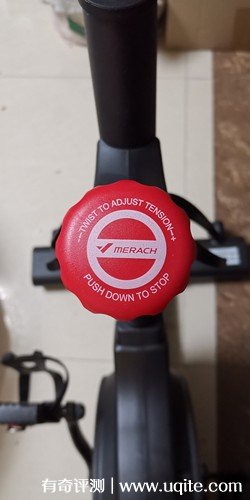 -←TWIST TO ADJUST TENSION→+
MERACH
PUSH DOWN TO STOP
有奇评测 | www.uqite.com